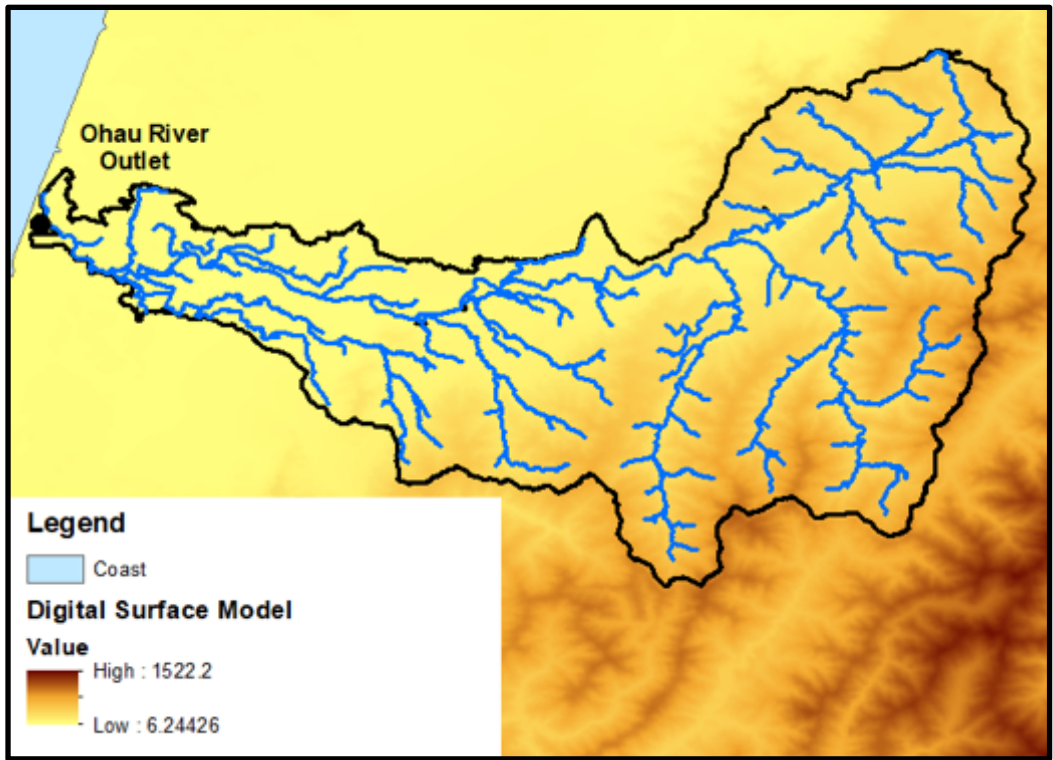 Ohau River
Outlet
Legend
Coast
Digital Surface Model
Value
High : 1522.2
Low : 6.24426